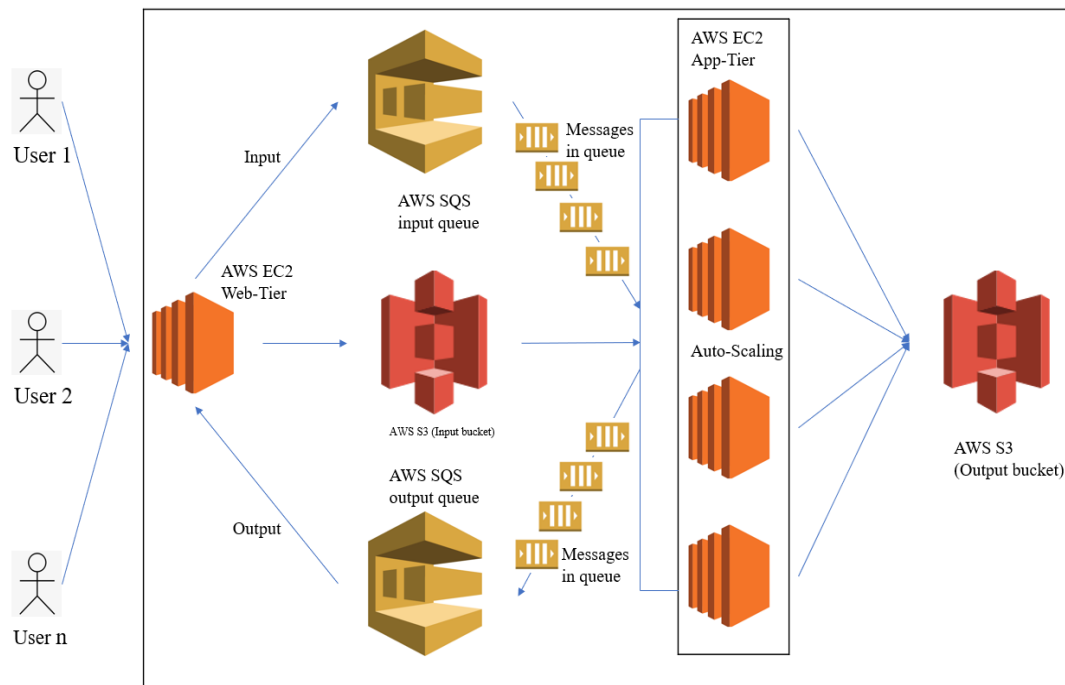 User 1
User 2
User n
Input
Output
AWS EC2
Web-Tier
AWS SQS
input queue
AWS S3 (Input bucket)
AWS SQS
output queue
Messages
in queue
Messages
in queue
AWS EC2
App-Tier
Auto-Scaling
AWS S3
(Output bucket)